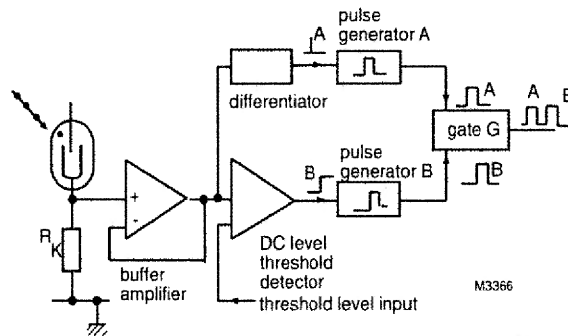 pulse
generator A
A
differentiator
A
A
B
gate G
pulse
generator B
B
B
+
-
R
K
buffer
amplifier
DC level
threshold
detector
threshold level input
M3366